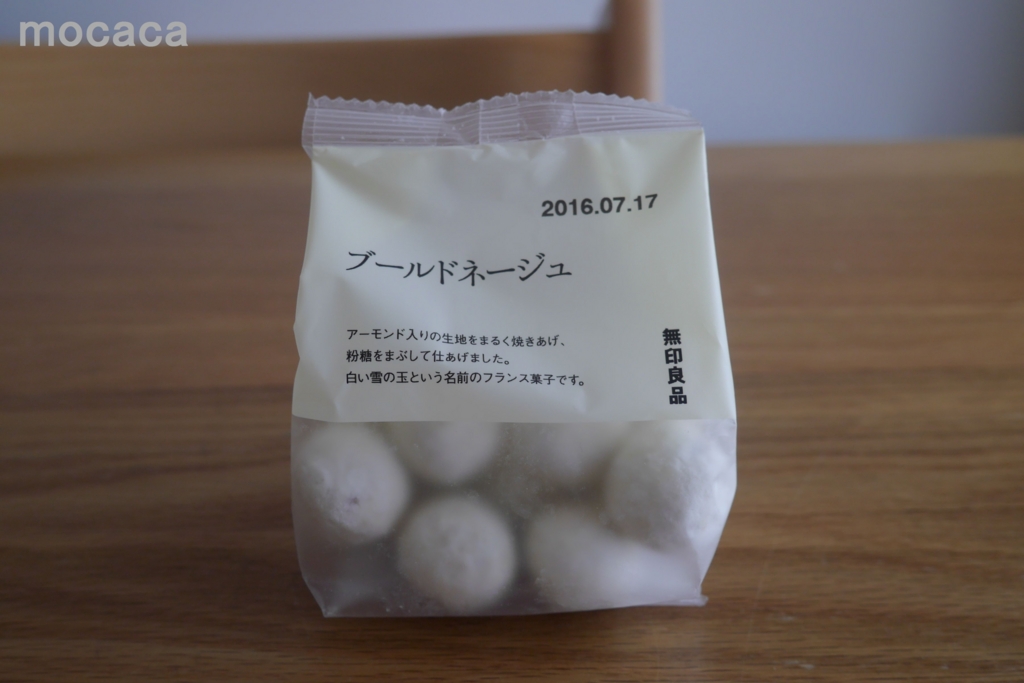 mocaca
2016.07.17
ブールドネージュ
アーモンド入りの生地をまるく焼きあげ、
粉糖をまぶして仕あげました。
白い雪の玉という名前のフランス菓子です。
無印良品